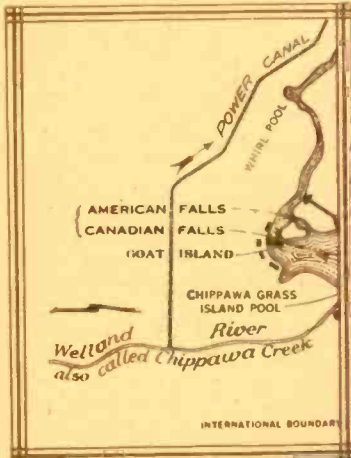 POWER CANAL
WHIRL POOL
AMERICAN FALLS
CANADIAN FALLS
GOAT ISLAND
CHIPPAWA GRASS
ISLAND POOL
Welland River
also called Chippawa Creek
INTERNATIONAL BOUNDARY